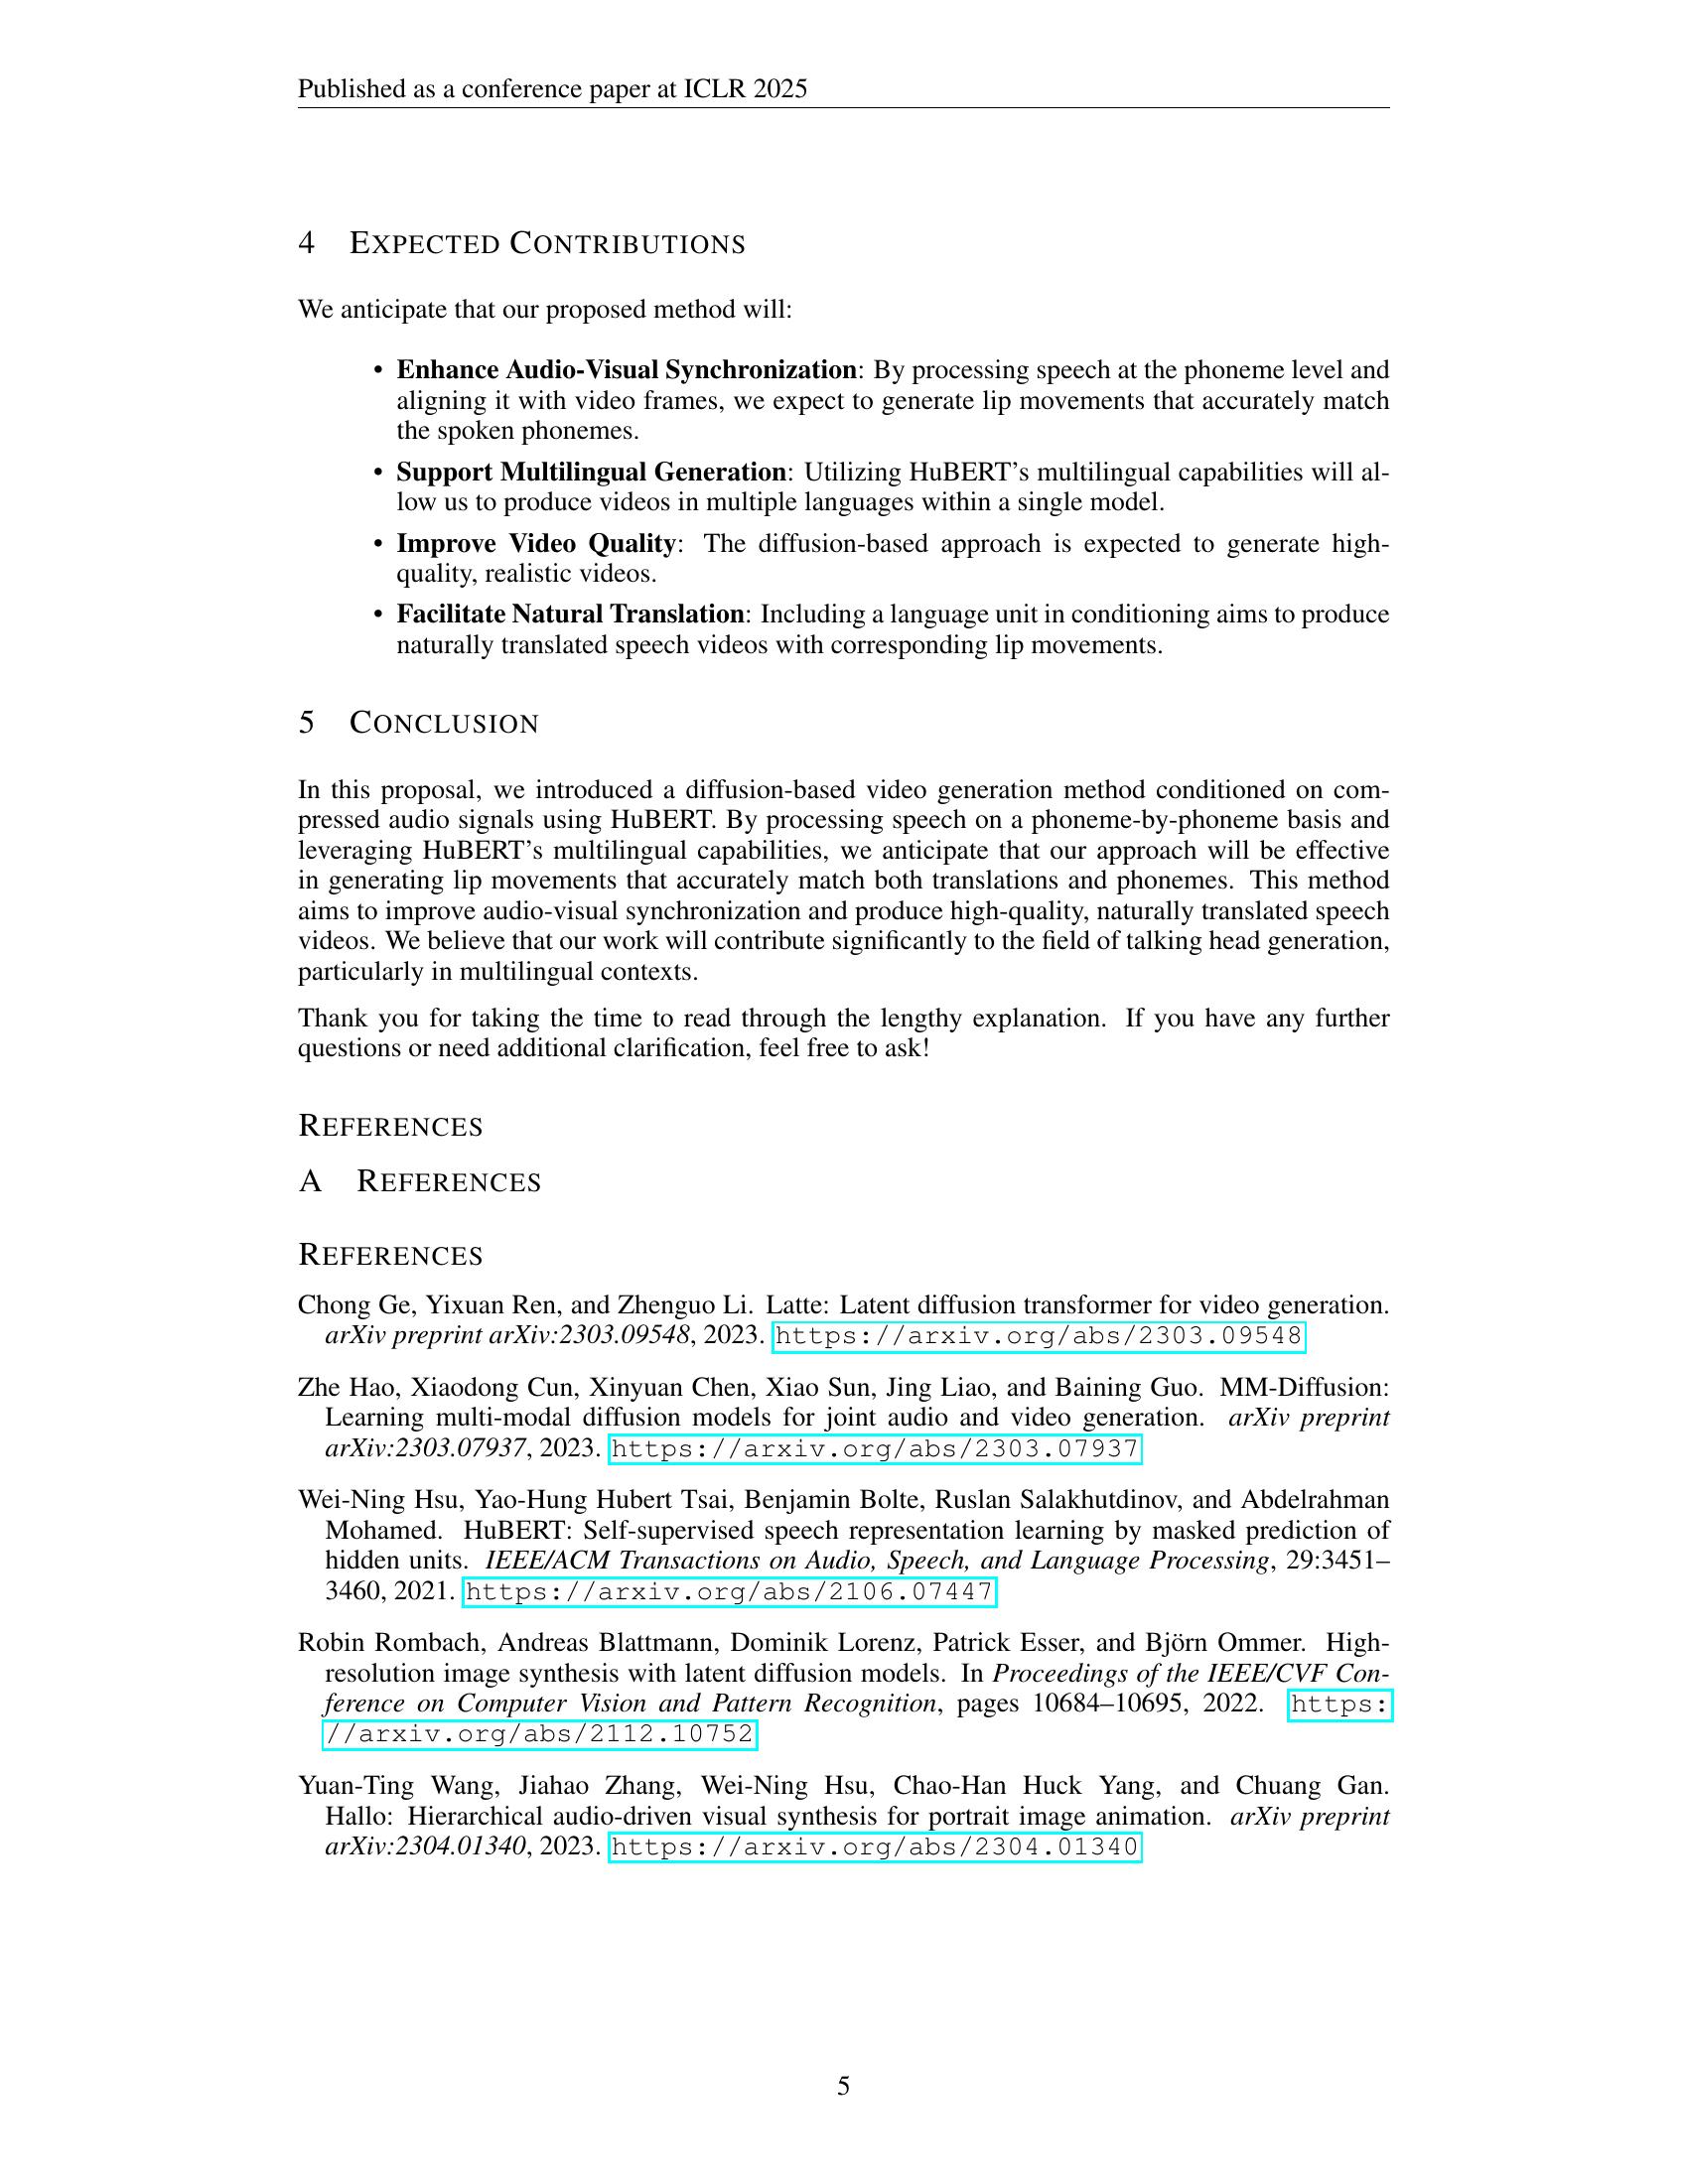 Published as a conference paper at ICLR 2025
4 EXPECTED CONTRIBUTIONS
We anticipate that our proposed method will:
• Enhance Audio-Visual Synchronization: By processing speech at the phoneme level and
aligning it with video frames, we expect to generate lip movements that accurately match
the spoken phonemes.
• Support Multilingual Generation: Utilizing HuBERT's multilingual capabilities will al-
low us to produce videos in multiple languages within a single model.
• Improve Video Quality: The diffusion-based approach is expected to generate high-
quality, realistic videos.
• Facilitate Natural Translation: Including a language unit in conditioning aims to produce
naturally translated speech videos with corresponding lip movements.
5 CONCLUSION
In this proposal, we introduced a diffusion-based video generation method conditioned on com-
pressed audio signals using HuBERT. By processing speech on a phoneme-by-phoneme basis and
leveraging HuBERT's multilingual capabilities, we anticipate that our approach will be effective
in generating lip movements that accurately match both translations and phonemes. This method
aims to improve audio-visual synchronization and produce high-quality, naturally translated speech
videos. We believe that our work will contribute significantly to the field of talking head generation,
particularly in multilingual contexts.
Thank you for taking the time to read through the lengthy explanation. If you have any further
questions or need additional clarification, feel free to ask!
REFERENCES
A REFERENCES
REFERENCES
Chong Ge, Yixuan Ren, and Zhenguo Li. Latte: Latent diffusion transformer for video generation.
arXiv preprint arXiv:2303.09548, 2023. https://arxiv.org/abs/2303.09548
Zhe Hao, Xiaodong Cun, Xinyuan Chen, Xiao Sun, Jing Liao, and Baining Guo. MM-Diffusion:
Learning multi-modal diffusion models for joint audio and video generation. arXiv preprint
arXiv:2303.07937, 2023. https://arxiv.org/abs/2303.07937
Wei-Ning Hsu, Yao-Hung Hubert Tsai, Benjamin Bolte, Ruslan Salakhutdinov, and Abdelrahman
Mohamed. HuBERT: Self-supervised speech representation learning by masked prediction of
hidden units. IEEE/ACM Transactions on Audio, Speech, and Language Processing, 29:3451–
3460, 2021. https://arxiv.org/abs/2106.07447
Robin Rombach, Andreas Blattmann, Dominik Lorenz, Patrick Esser, and Björn Ommer. High-
resolution image synthesis with latent diffusion models. In Proceedings of the IEEE/CVF Con-
ference on Computer Vision and Pattern Recognition, pages 10684–10695, 2022. https:
//arxiv.org/abs/2112.10752
Yuan-Ting Wang, Jiahao Zhang, Wei-Ning Hsu, Chao-Han Huck Yang, and Chuang Gan.
Hallo: Hierarchical audio-driven visual synthesis for portrait image animation. arXiv preprint
arXiv:2304.01340, 2023. https://arxiv.org/abs/2304.01340
5